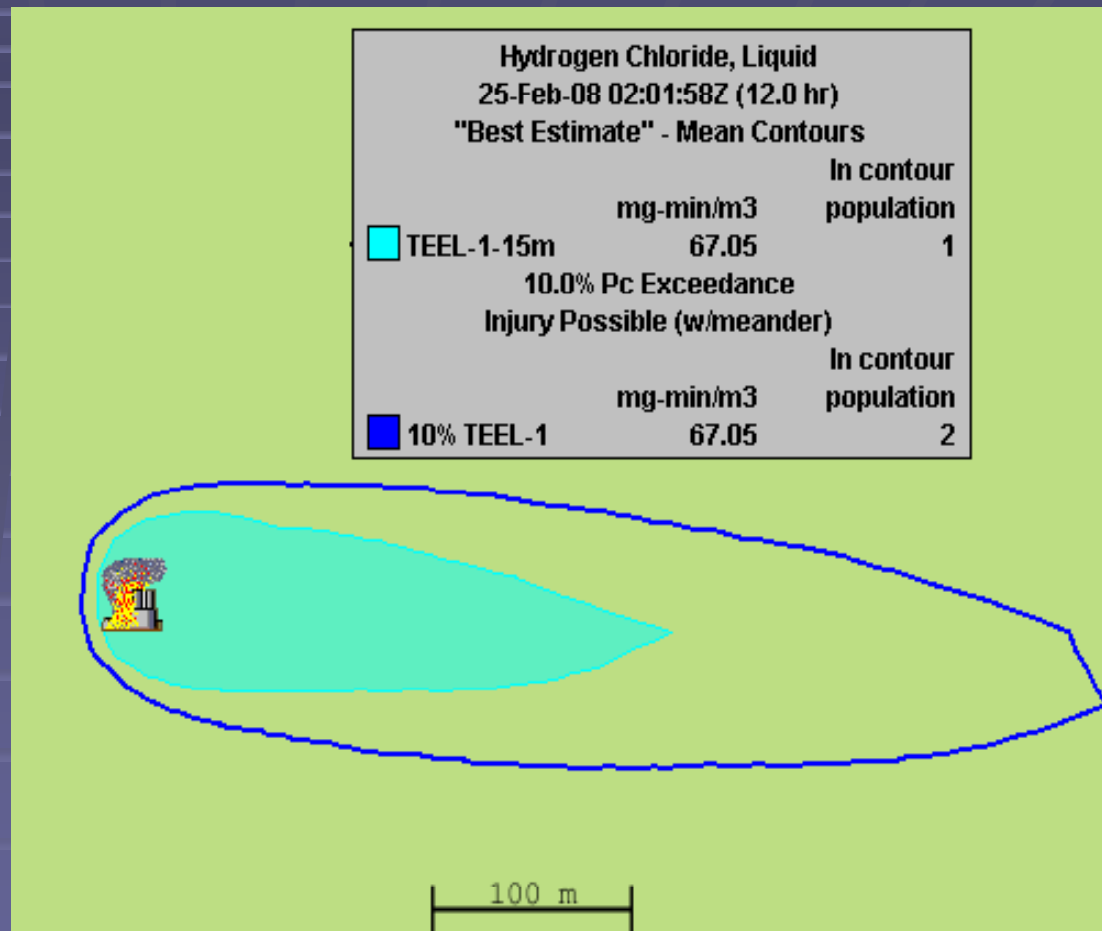 Hydrogen Chloride, Liquid
25-Feb-08 02:01:58Z (12.0 hr)
"Best Estimate" - Mean Contours
In contour
mg-min/m3 population
TEEL-1-15m 67.05 1
10.0% Pc Exceedance
Injury Possible (w/meander)
In contour
mg-min/m3 population
10% TEEL-1 67.05 2
100 m